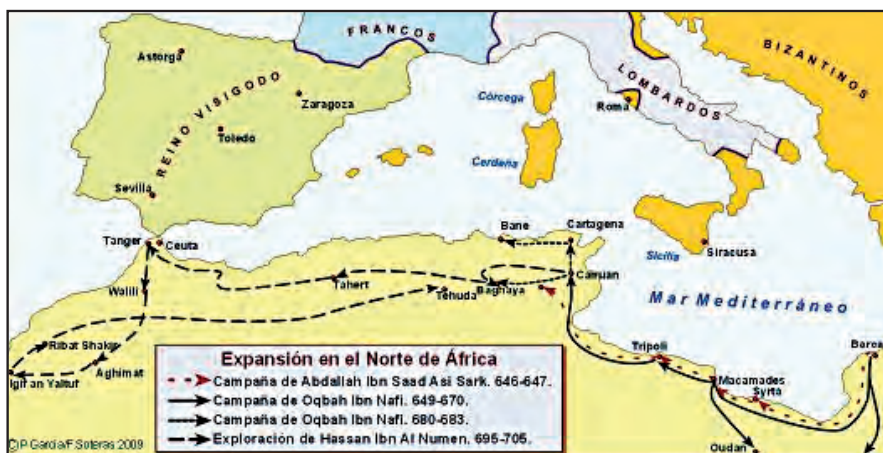 FRANCOS
BIZANTINOS
Astorga
LOMBARDOS
REINO VISIGODO
Zaragoza
Córcega
Roma
Toledo
Cerdeña
Sevilla
Bane
Cartagena
Tanger
Ceuta
Sicilia
Siracusa
Cairuan
Tahert
Walili
Tehuda
Baghaya
Mar Mediterráneo
Ribat Shakir
Tripoli
Barca
Igif an Yaltuf
Aghimat
Macamades
Syrta
Oudan
Expansión en el Norte de África
Campaña de Abdallah Ibn Saad Asi Sark. 646-647.
Campaña de Oqbah Ibn Nafi. 649-670.
Campaña de Oqbah Ibn Nafi. 680-683.
Exploración de Hassan Ibn Al Numen. 695-705.
©P Garcia/F Soteras 2009